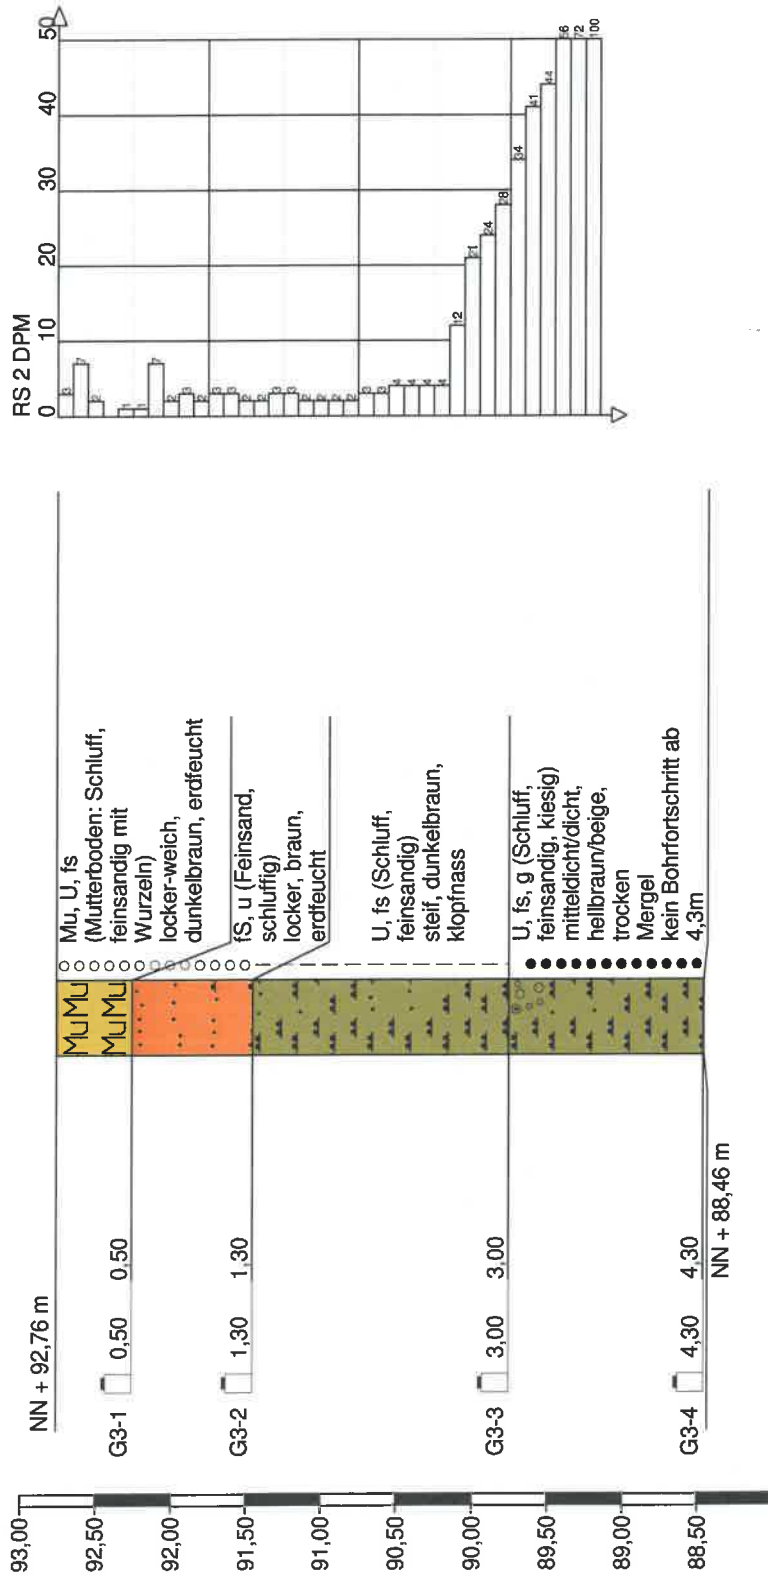 93,00
92,50
92,00
91,50
91,00
90,50
90,00
89,50
89,00
88,50
NN + 92,76 m
G3-1 0,50 0,50
G3-2 1,30 1,30
G3-3 3,00 3,00
G3-4 4,30 4,30
NN + 88,46 m
MuMu
MuMu
Mu, U, fs
(Mutterboden: Schluff,
feinsandig mit
Wurzeln)
locker-weich,
dunkelbraun, erdfeucht
fS, u (Feinsand,
schluffig)
locker, braun,
erdfeucht
U, fs (Schluff,
feinsandig)
steif, dunkelbraun,
klopfnass
U, fs, g (Schluff,
feinsandig, kiesig)
mitteldicht/dicht,
hellbraun/beige,
trocken
Mergel
kein Bohrfortschritt ab
4,3m
RS 2 DPM
0 10 20 30 40 50
3
7
2
1
1
7
2
3
2
3
3
2
2
3
3
2
2
2
2
3
3
4
4
4
4
12
21
24
28
34
41
44
56
72
100